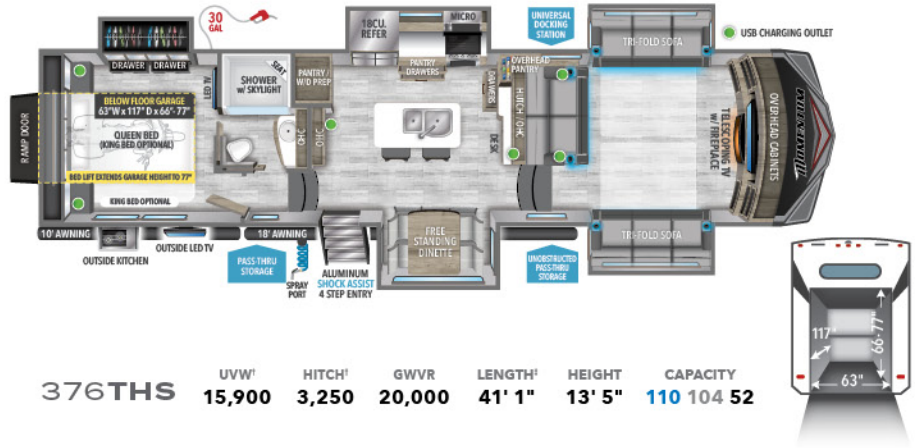 30
GAL
18CU.
REFER
MICRO
UNIVERSAL
DOCKING
STATION
TRI-FOLD SOFA
USB CHARGING OUTLET
DRAWER
DRAWER
LED TV
SHOWER
w/ SKYLIGHT
SEAT
PANTRY /
W/D PREP
PANTRY
DRAWERS
OVERHEAD
PANTRY
DRAWERS
HUTCH / OHC
DESK
RAMP DOOR
BELOW FLOOR GARAGE
63"W x 117" D x 66"- 77"
QUEEN BED
(KING BED OPTIONAL)
BED LIFT EXTENDS GARAGE HEIGHT TO 77"
KING BED OPTIONAL
OHC
OHC
TELESCOPING TV
w/ FIREPLACE
OVERHEAD CABINETS
MOMENTUM
10' AWNING
OUTSIDE KITCHEN
OUTSIDE LED TV
18' AWNING
PASS-THRU
STORAGE
SPRAY
PORT
ALUMINUM
SHOCK ASSIST
4 STEP ENTRY
FREE
STANDING
DINETTE
UNOBSTRUCTED
PASS-THRU
STORAGE
TRI-FOLD SOFA
117"
66-77"
63"
376THS
UVW† HITCH† GWVR LENGTH‡ HEIGHT CAPACITY
15,900 3,250 20,000 41' 1" 13' 5" 110 104 52